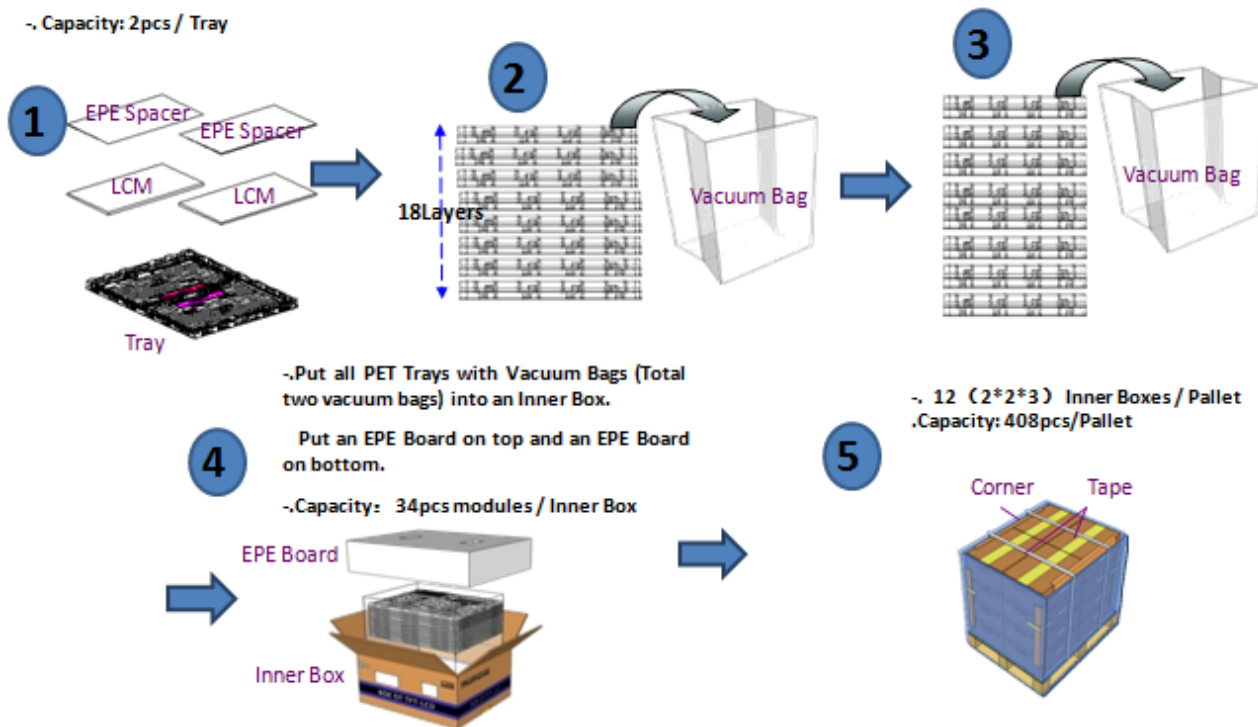 -. Capacity: 2pcs / Tray
1
EPE Spacer
EPE Spacer
LCM
LCM
Tray
2
18Layers
Vacuum Bag
3
Vacuum Bag
4
-.Put all PET Trays with Vacuum Bags (Total
two vacuum bags) into an Inner Box.
Put an EPE Board on top and an EPE Board
on bottom.
-.Capacity: 34pcs modules / Inner Box
EPE Board
Inner Box
5
-. 12 (2*2*3) Inner Boxes / Pallet
.Capacity: 408pcs/Pallet
Corner
Tape